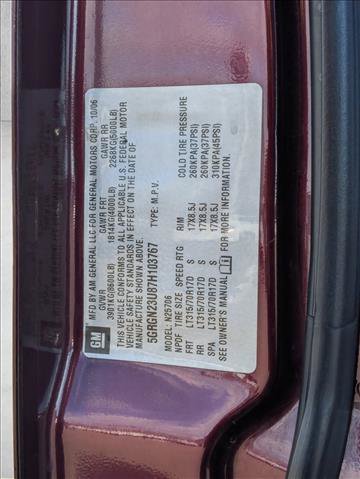 GM
MFD BY AM GENERAL LLC FOR GENERAL MOTORS CORP. 10/06
GVWR GAWR FRT GAWR RR
3901KG(8600LB) 1814KG(4000LB) 2268KG(5000LB)
THIS VEHICLE CONFORMS TO ALL APPLICABLE U.S. FEDERAL MOTOR
VEHICLE SAFETY STANDARDS IN EFFECT ON THE DATE OF
MANUFACTURE SHOWN ABOVE.
5GRGN23U87H103767 TYPE: M.P.V.
MODEL: N25706
NPDF TIRE SIZE SPEED RTG RIM COLD TIRE PRESSURE
FRT LT315/70R17D S 17X8.5J 260KPA(37PSI)
RR LT315/70R17D S 17X8.5J 260KPA(37PSI)
SPA LT315/70R17D S 17X8.5J 310KPA(45PSI)
SEE OWNER'S MANUAL FOR MORE INFORMATION.